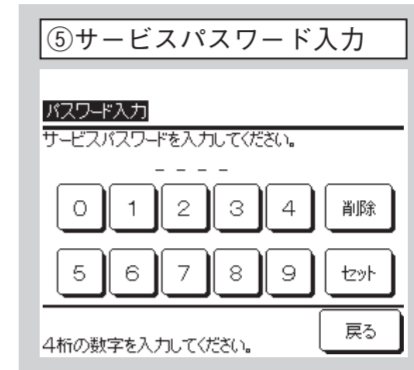 ⑤サービスパスワード入力
パスワード入力
サービスパスワードを入力してください。
- - - -
0 1 2 3 4 削除
5 6 7 8 9 セット
4桁の数字を入力してください。 戻る